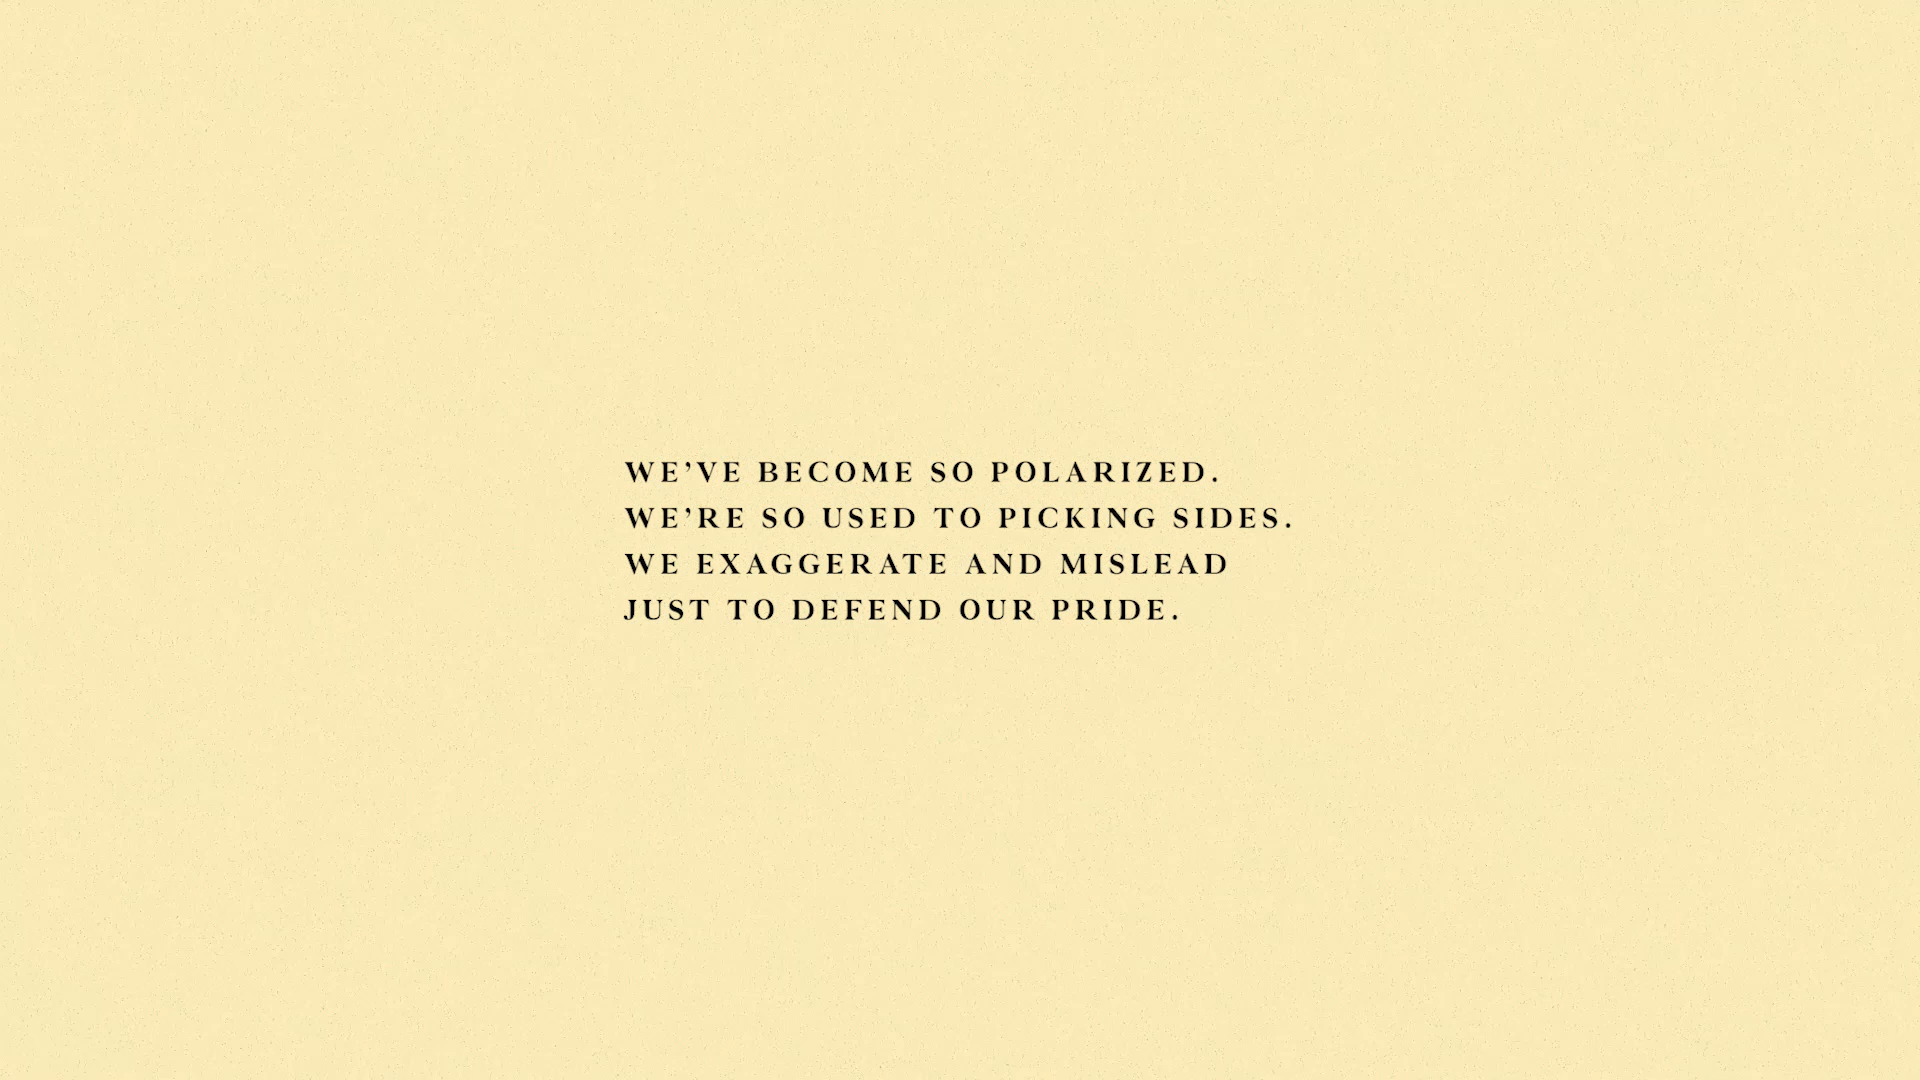 WE’VE BECOME SO POLARIZED.
WE’RE SO USED TO PICKING SIDES.
WE EXAGGERATE AND MISLEAD
JUST TO DEFEND OUR PRIDE.